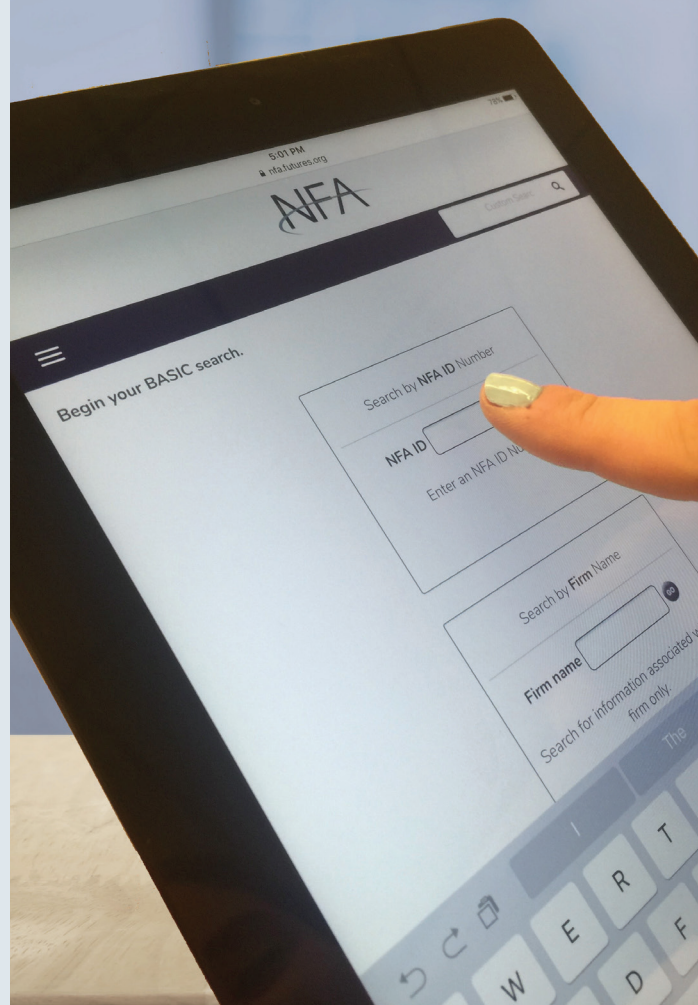 78%
5:01 PM
nfa.futures.org
NFA
Begin your BASIC search.
Search by NFA ID Number
NFA ID
Enter an NFA ID
Search by Firm Name
Firm name
Search for information associated
firm only.
I
The
W E R T
D F